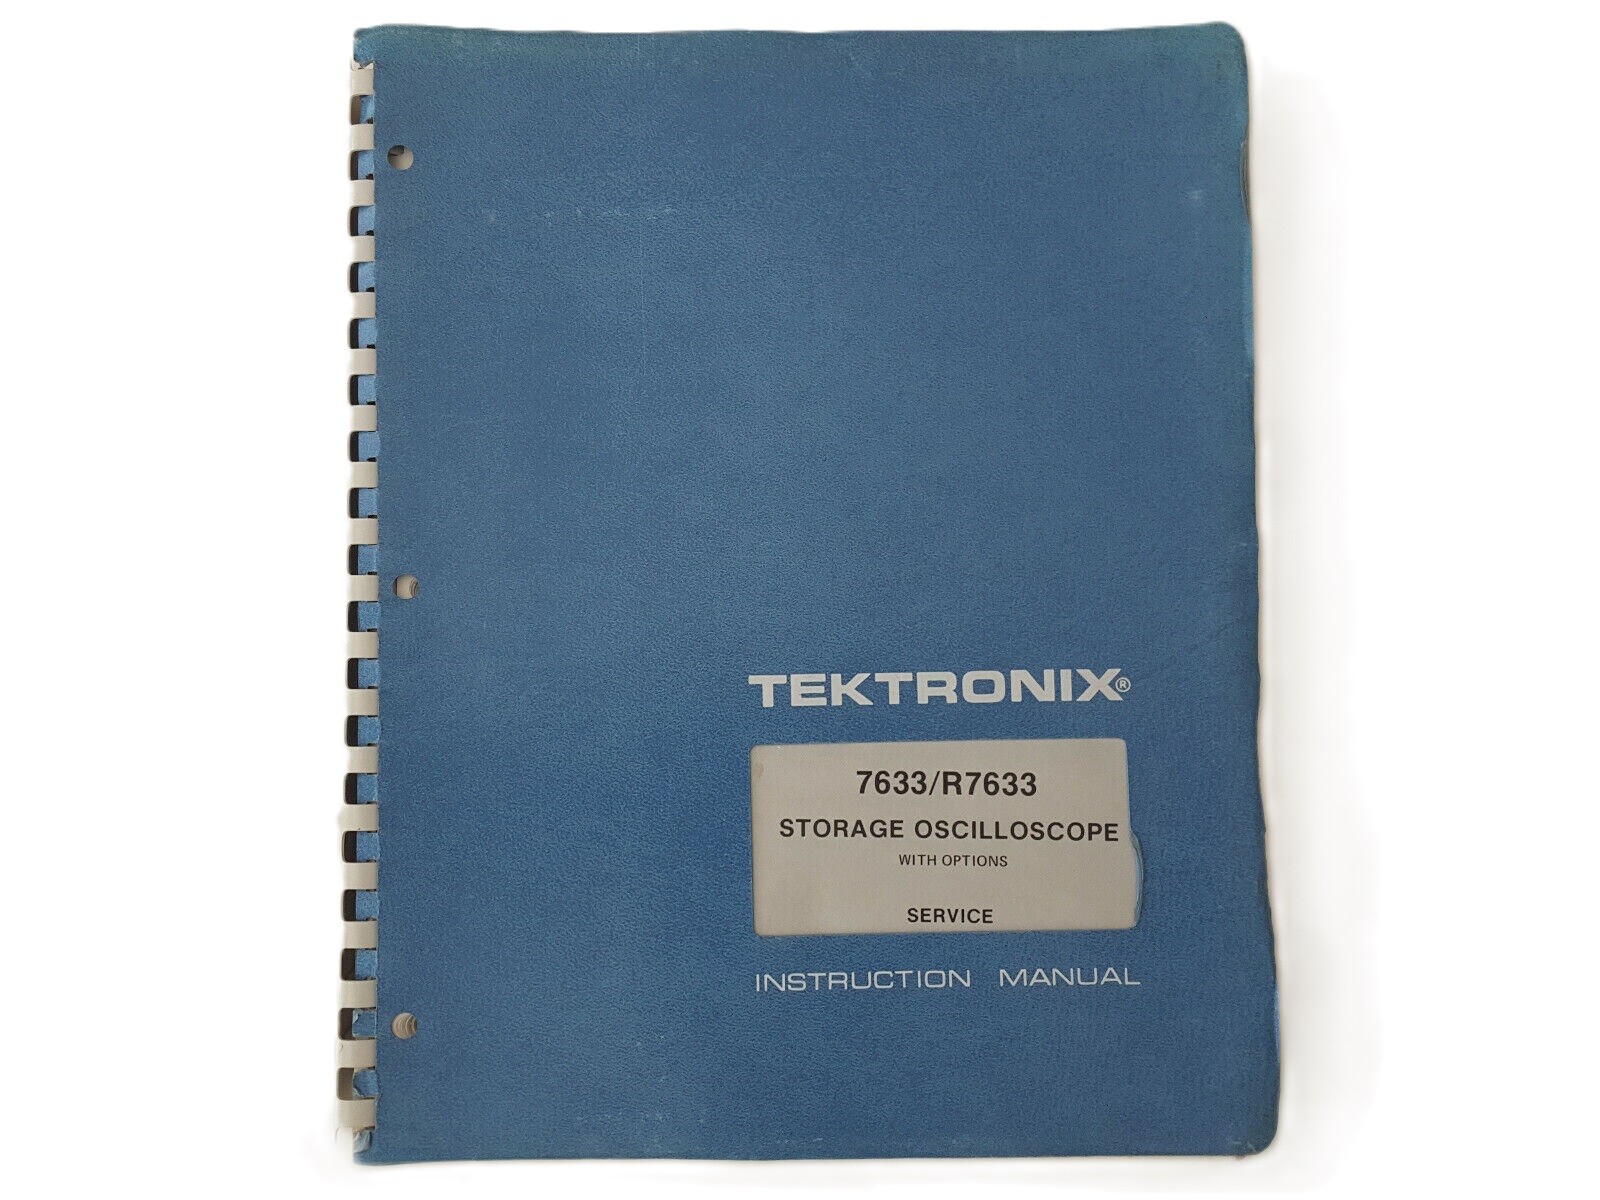 TEKTRONIX®
7633/R7633
STORAGE OSCILLOSCOPE
WITH OPTIONS
SERVICE
INSTRUCTION MANUAL